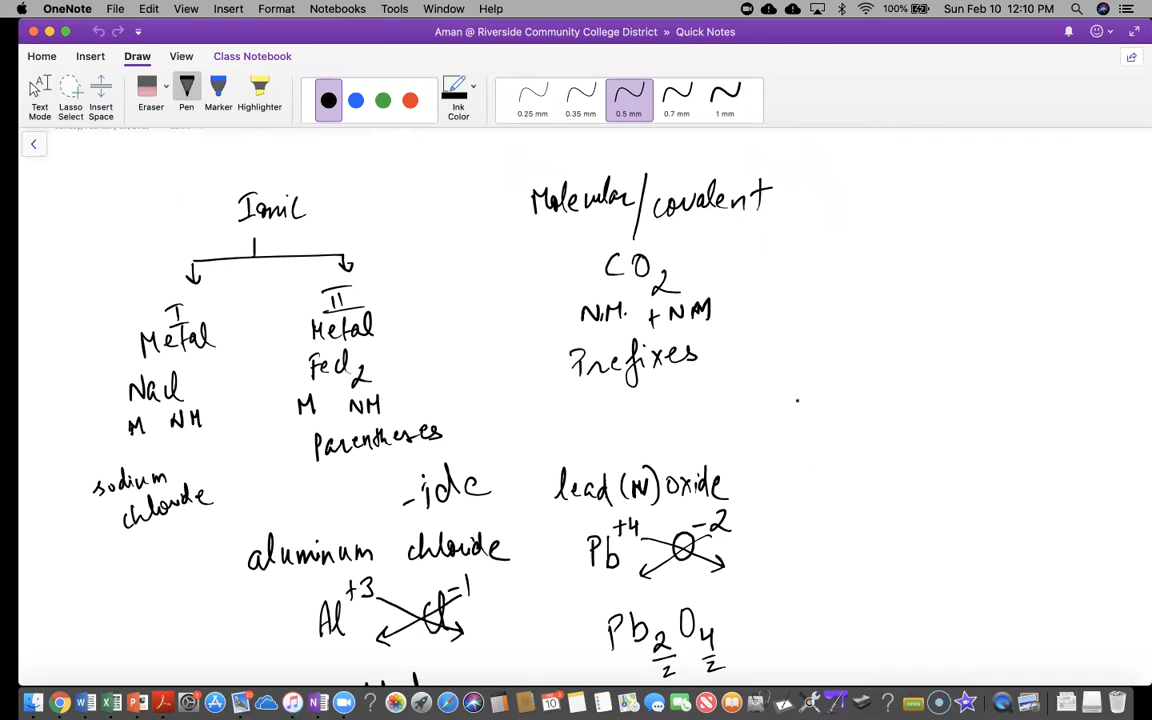 OneNote File Edit View Insert Format Notebooks Tools Window Help 100% Sun Feb 10 12:10 PM
Aman @ Riverside Community College District » Quick Notes
Home Insert Draw View Class Notebook
Text Mode Lasso Select Insert Space Eraser Pen Marker Highlighter Ink Color 0.25 mm 0.35 mm 0.5 mm 0.7 mm 1 mm
Ionic
I
Metal
NaCl
M NM
sodium
chloride
II
Metal
FeCl2
M NM
Parentheses
-ide
aluminum chloride
Al+3 Cl-1
Molecular/covalent
CO2
N.M. + NM
Prefixes
lead (IV) oxide
Pb+4 O-2
Pb2O4
2 2